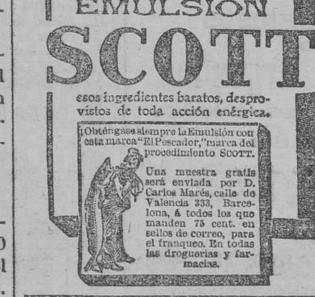 EMULSIÓN
SCOTT
esos ingredientes baratos, despro-
vistos de toda acción enérgica.
¡Obténgase siempre la Emulsión con
esta marca "El Pescador," marca del
procedimiento SCOTT.
Una muestra gratis
será enviada por D.
Carlos Marés, calle de
Valencia 333, Barce-
lona, á todos los que
manden 75 cent. en
sellos de correo, para
el franqueo. En todas
las droguerías y far-
macias.